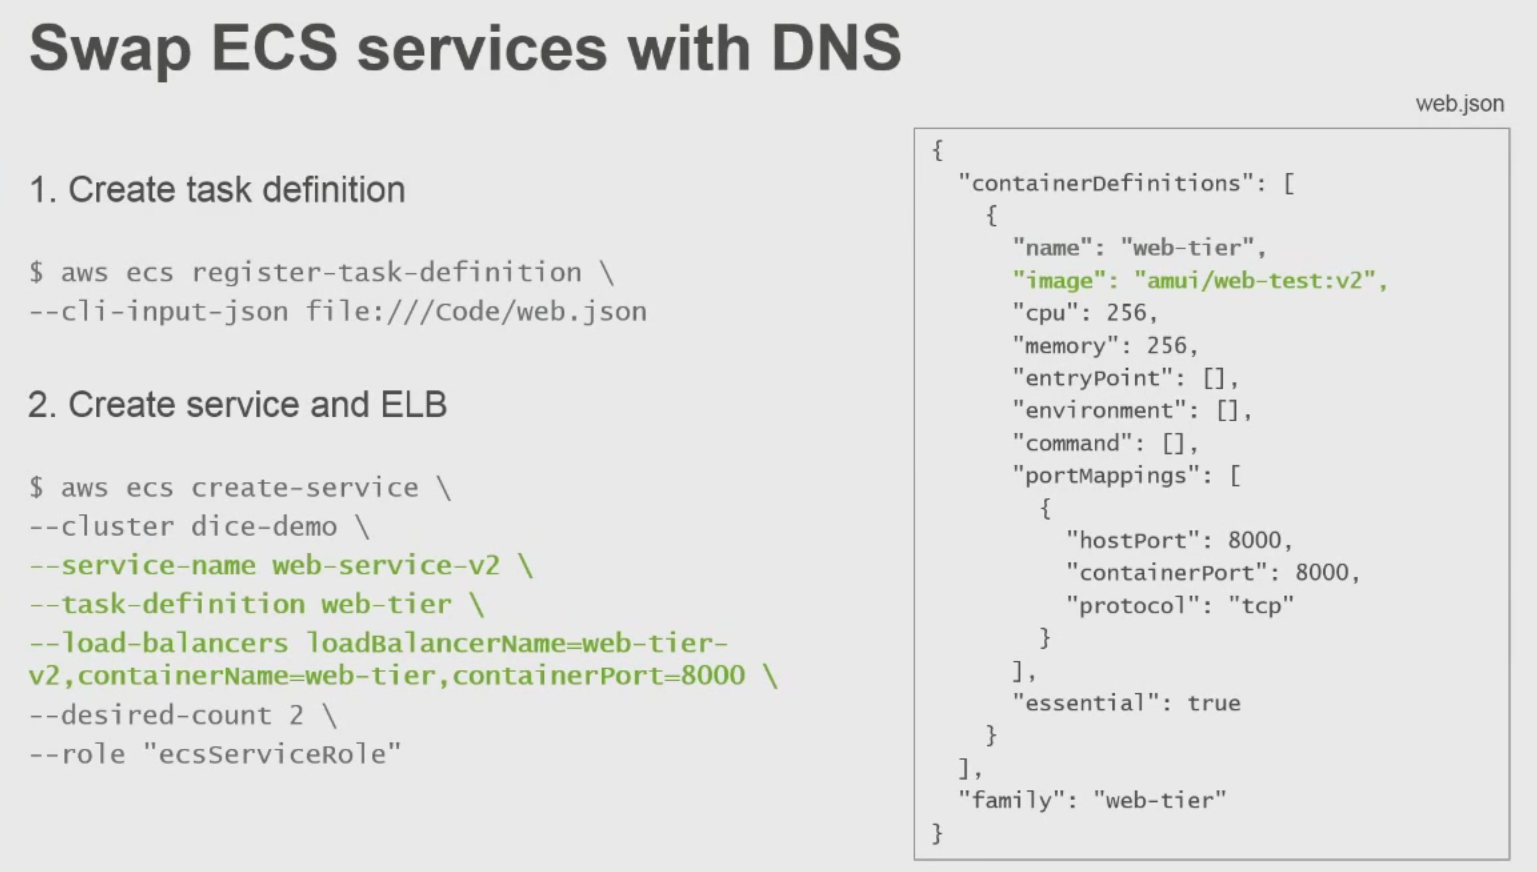 Swap ECS services with DNS
1. Create task definition
$ aws ecs register-task-definition \
--cli-input-json file:///Code/web.json
2. Create service and ELB
$ aws ecs create-service \
--cluster dice-demo \
--service-name web-service-v2 \
--task-definition web-tier \
--load-balancers loadBalancerName=web-tier-
v2,containerName=web-tier,containerPort=8000 \
--desired-count 2 \
--role "ecsServiceRole"
web.json
{
"containerDefinitions": [
{
"name": "web-tier",
"image": "amui/web-test:v2",
"cpu": 256,
"memory": 256,
"entryPoint": [],
"environment": [],
"command": [],
"portMappings": [
{
"hostPort": 8000,
"containerPort": 8000,
"protocol": "tcp"
}
],
"essential": true
}
],
"family": "web-tier"
}